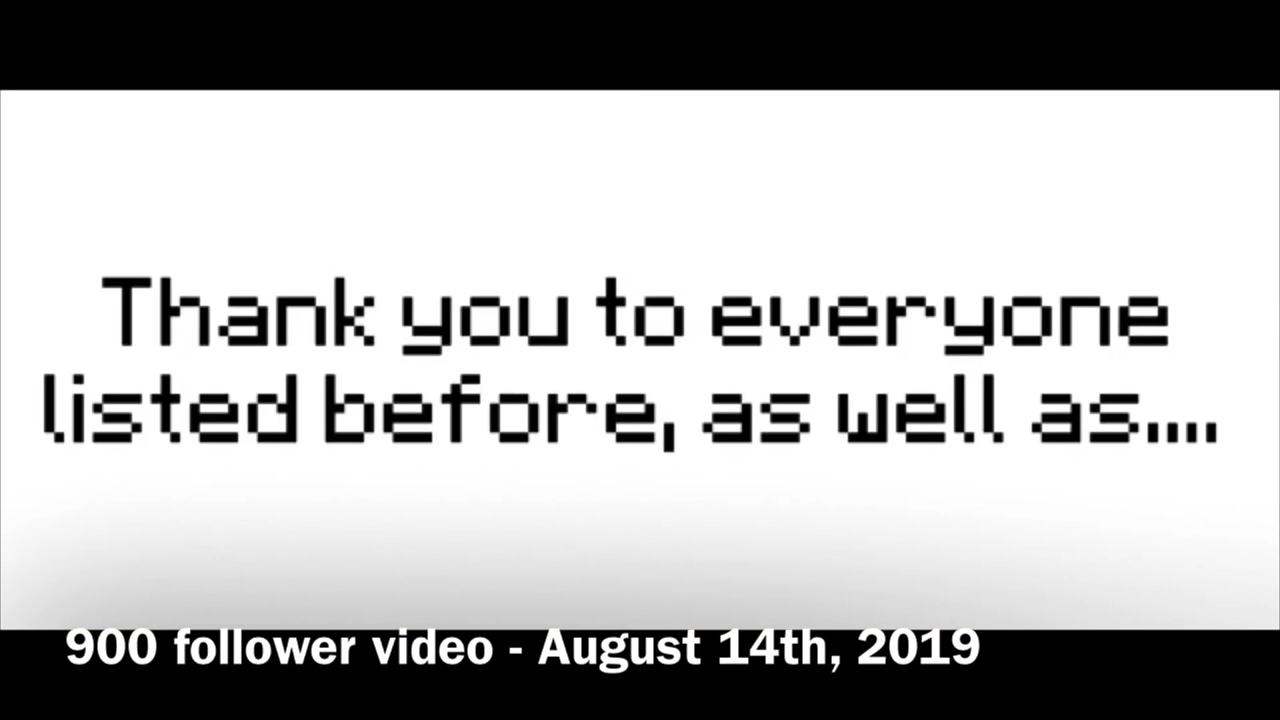 Thank you to everyone
listed before, as well as....
900 follower video - August 14th, 2019